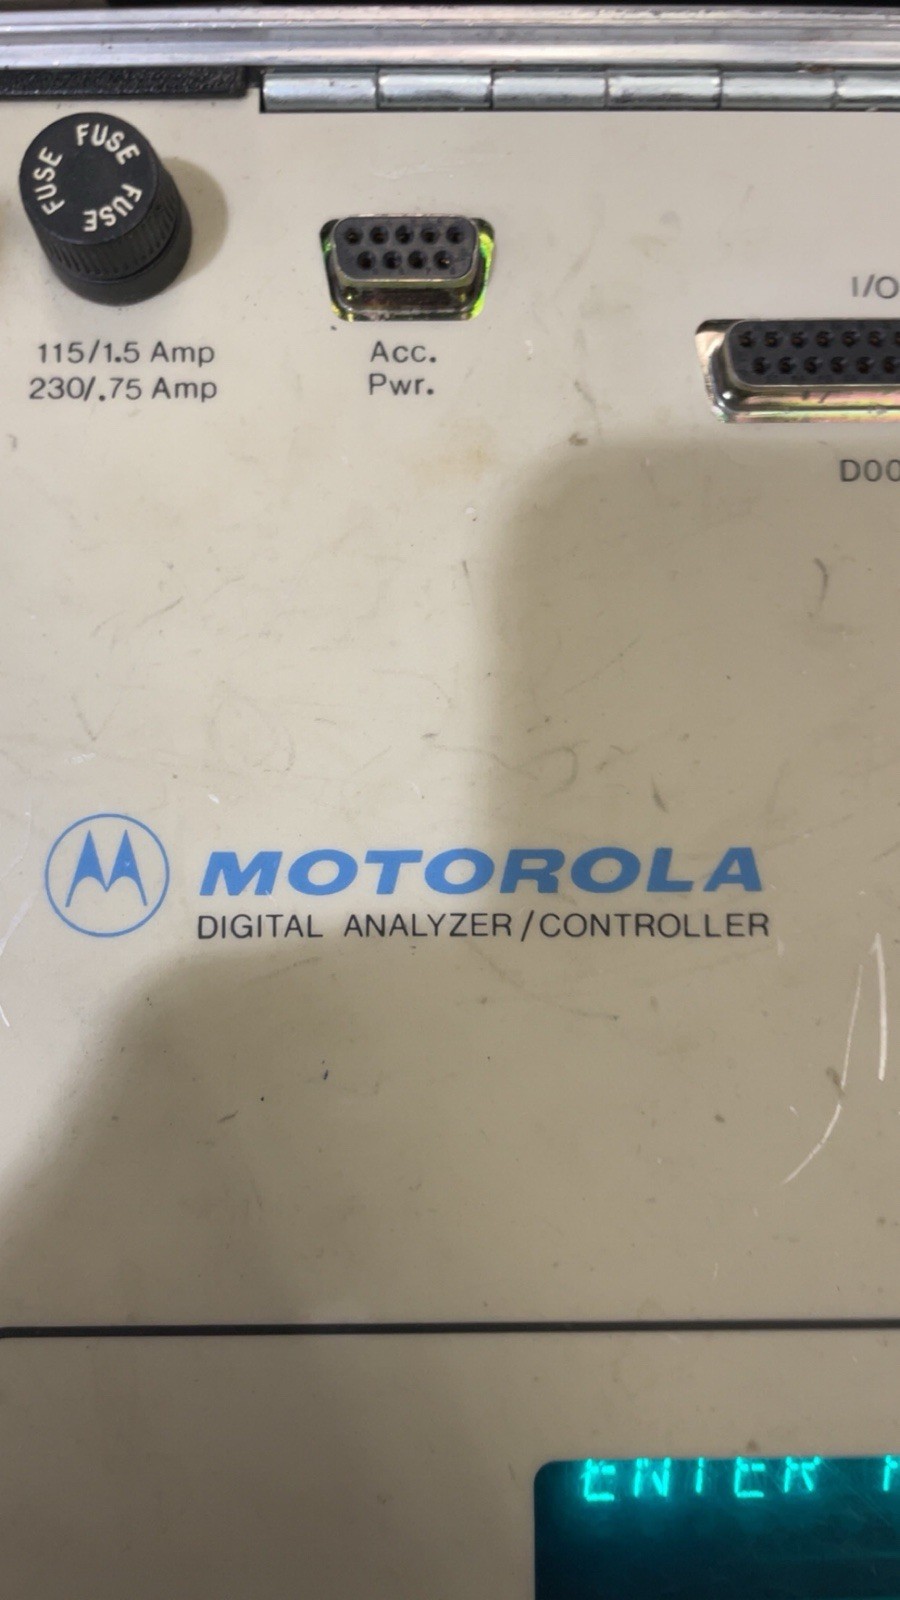 FUSE FUSE FUSE
115/1.5 Amp
230/.75 Amp
Acc.
Pwr.
I/O
MOTOROLA
DIGITAL ANALYZER/CONTROLLER
ENTER